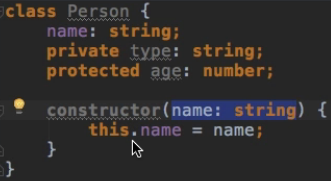 class Person {
name: string;
private type: string;
protected age: number;
constructor(name: string) {
this.name = name;
}
}